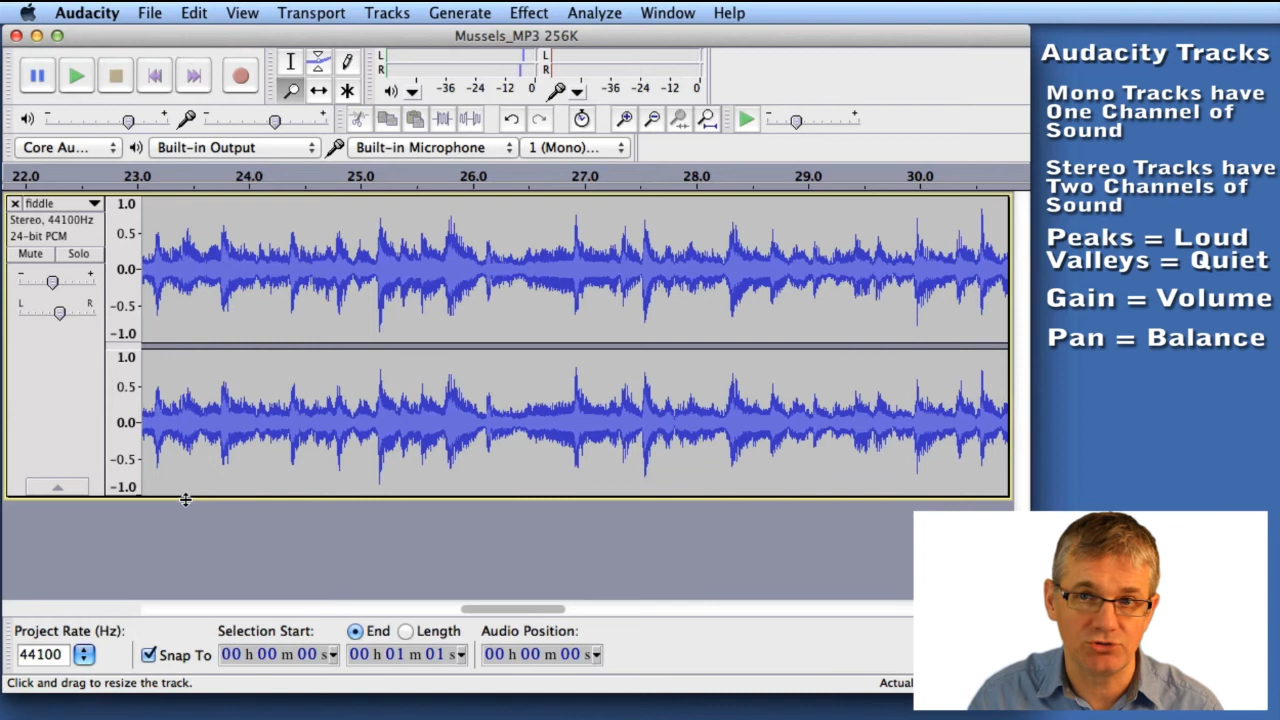 Audacity File Edit View Transport Tracks Generate Effect Analyze Window Help
Mussels_MP3 256K
L
R
-36 -24 -12 0
L
R
-36 -24 -12 0
- +
- +
- +
Core Au...
Built-in Output
Built-in Microphone
1 (Mono)...
22.0 23.0 24.0 25.0 26.0 27.0 28.0 29.0 30.0
fiddle
Stereo, 44100Hz
24-bit PCM
Mute Solo
- +
L R
1.0
0.5
0.0
-0.5
-1.0
1.0
0.5
0.0
-0.5
-1.0
Project Rate (Hz):
44100
Snap To
Selection Start:
00 h 00 m 00 s
End Length
00 h 01 m 01 s
Audio Position:
00 h 00 m 00 s
Click and drag to resize the track.
Actual
Audacity Tracks
Mono Tracks have
One Channel of
Sound
Stereo Tracks have
Two Channels of
Sound
Peaks = Loud
Valleys = Quiet
Gain = Volume
Pan = Balance